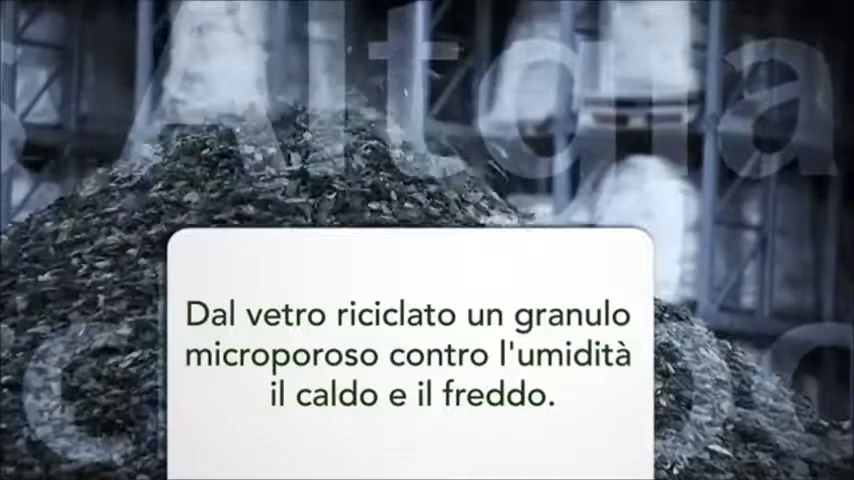 Dal vetro riciclato un granulo
microporoso contro l'umidità
il caldo e il freddo.